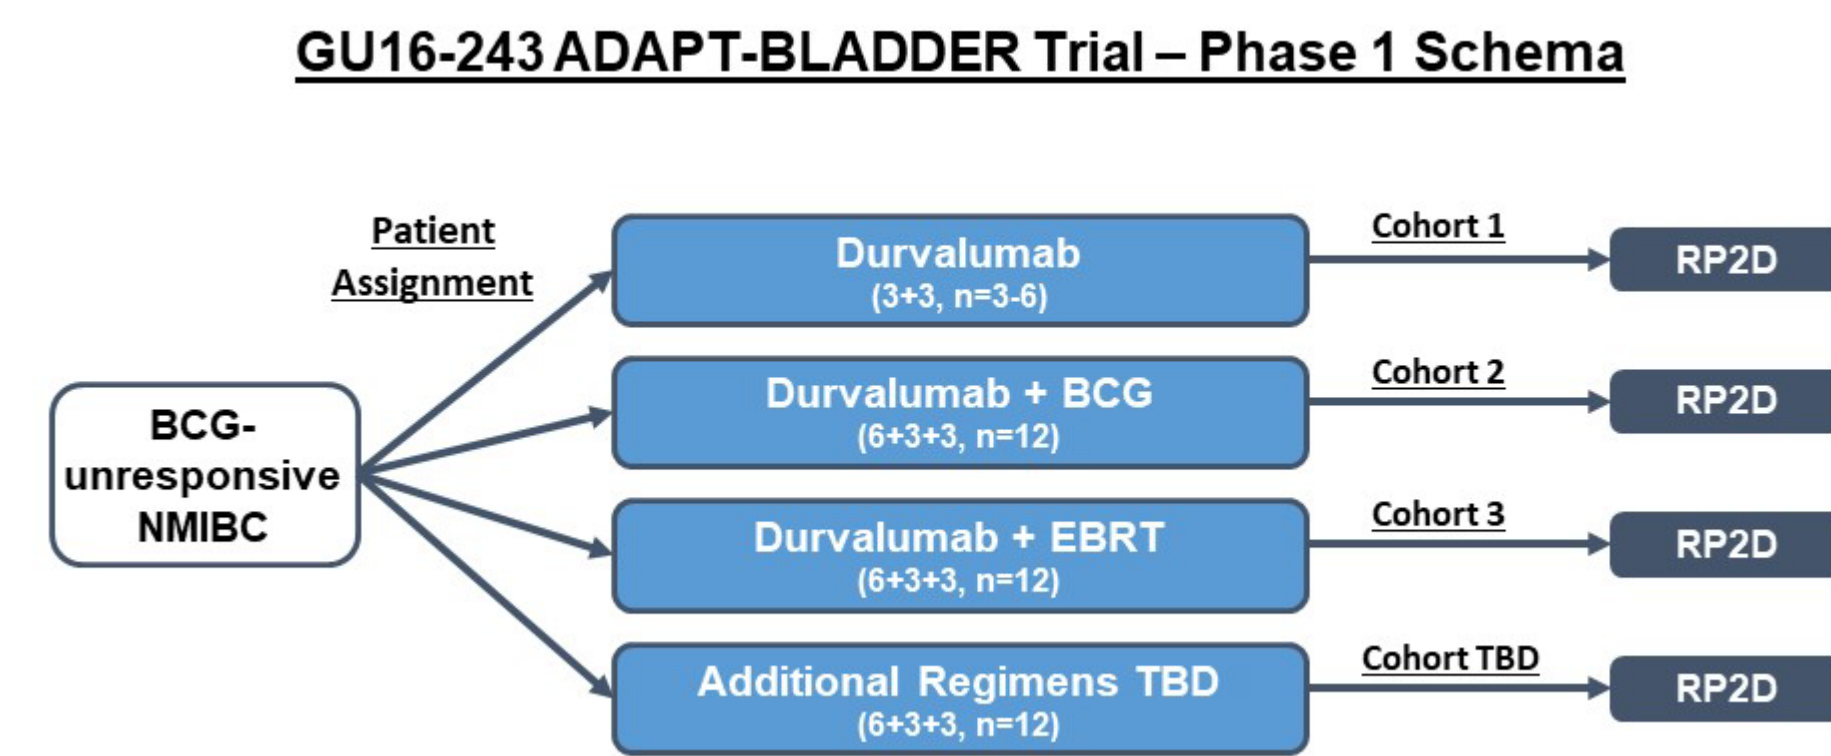 GU16-243 ADAPT-BLADDER Trial – Phase 1 Schema
Patient
Assignment
BCG-
unresponsive
NMIBC
Durvalumab
(3+3, n=3-6)
Cohort 1
RP2D
Durvalumab + BCG
(6+3+3, n=12)
Cohort 2
RP2D
Durvalumab + EBRT
(6+3+3, n=12)
Cohort 3
RP2D
Additional Regimens TBD
(6+3+3, n=12)
Cohort TBD
RP2D